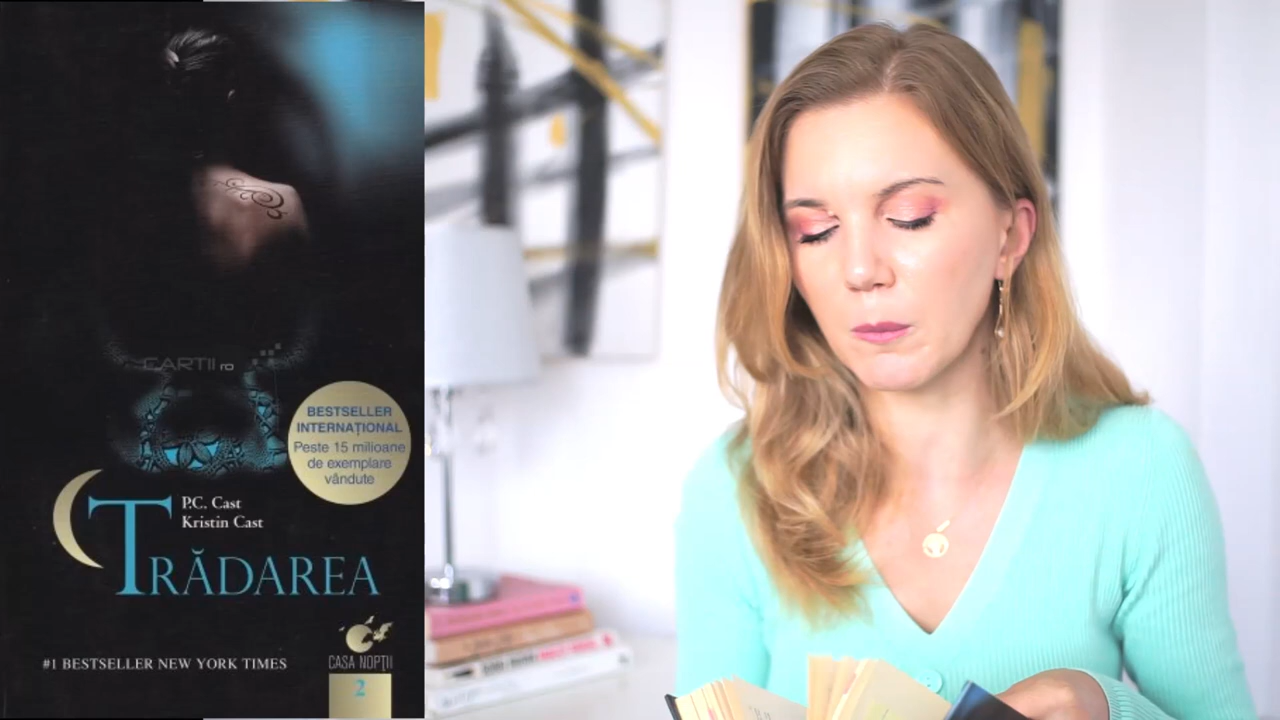 CARTII.ro
BESTSELLER
INTERNAȚIONAL
Peste 15 milioane
de exemplare
vândute
P.C. Cast
Kristin Cast
TRĂDAREA
#1 BESTSELLER NEW YORK TIMES
CASA NOPȚII
2